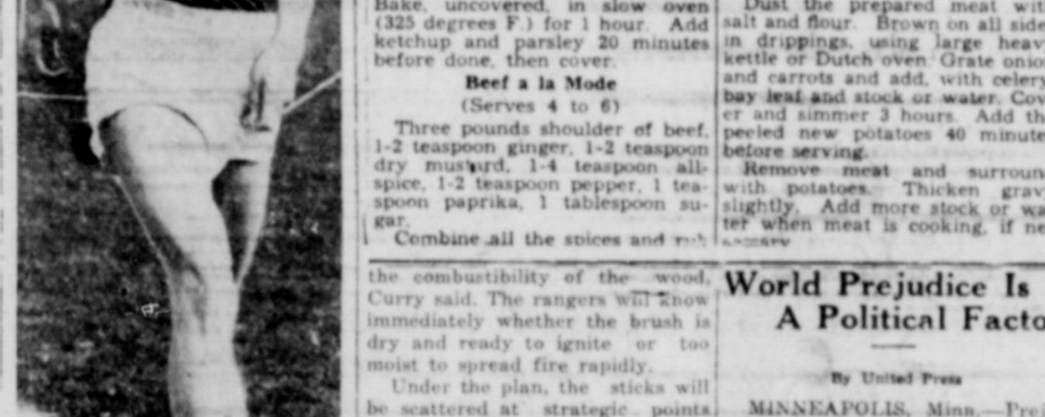 Bake, uncovered, in slow oven
(325 degrees F.) for 1 hour. Add
ketchup and parsley 20 minutes
before done, then cover.
Beef a la Mode
(Serves 4 to 6)
Three pounds shoulder of beef,
1-2 teaspoon ginger, 1-2 teaspoon
dry mustard, 1-4 teaspoon all-
spice, 1-2 teaspoon pepper, 1 tea-
spoon paprika, 1 tablespoon su-
gar.
Combine all the spices and rub
the combustibility of the wood,
Curry said. The rangers will know
immediately whether the brush is
dry and ready to ignite or too
moist to spread fire rapidly.
Under the plan, the sticks will
be scattered at strategic points
Dust the prepared meat with
salt and flour. Brown on all side
in drippings, using large heav
kettle or Dutch oven. Grate onio
and carrots and add, with celery
bay leaf and stock or water. Cov
er and simmer 3 hours. Add th
peeled new potatoes 40 minute
before serving.
Remove meat and surroun
with potatoes. Thicken grav
slightly. Add more stock or wa
ter when meat is cooking, if ne
World Prejudice Is
A Political Facto
By United Press
MINNEAPOLIS, Minn.—Pre